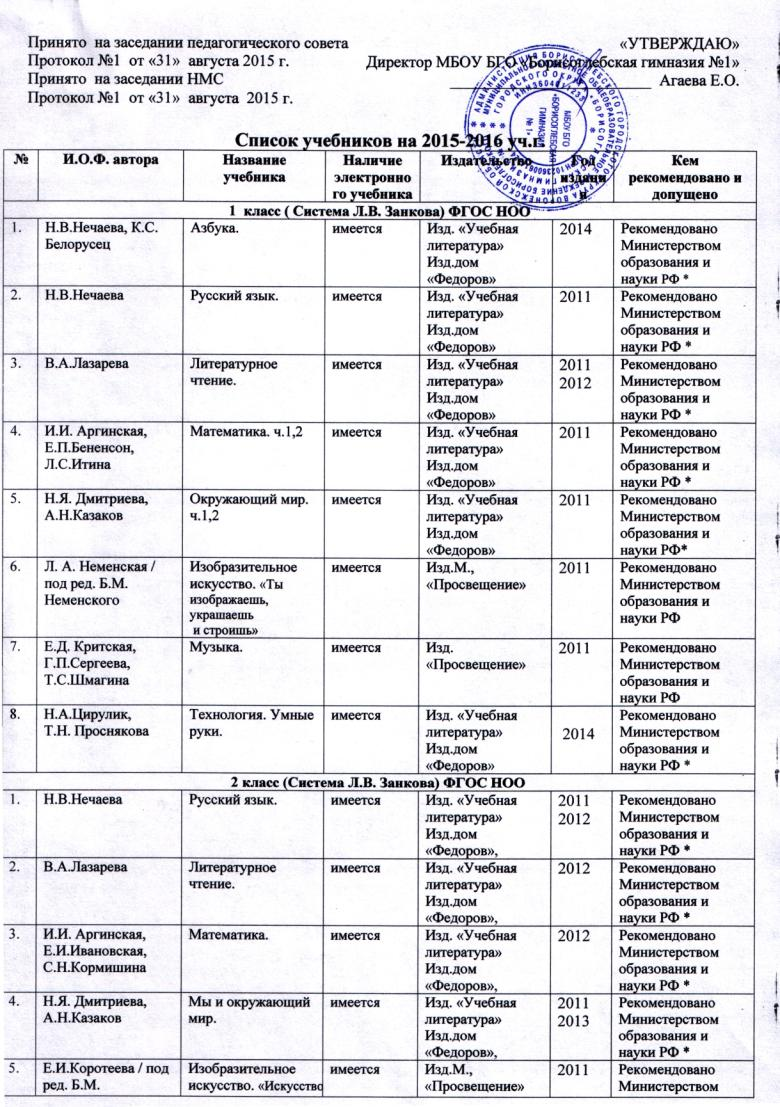 Принято на заседании педагогического совета «УТВЕРЖДАЮ»
Протокол №1 от «31» августа 2015 г. Директор МБОУ БГО «Борисоглебская гимназия №1»
Принято на заседании НМС Агаева Е.О.
Протокол №1 от «31» августа 2015 г.
МБОУ БГО
БОРИСОГЛЕБСКАЯ
ГИМНАЗИЯ
№ 1
Список учебников на 2015-2016 уч.г.
№ И.О.Ф. автора Название Наличие Издательство Год Кем
учебника электронно издани рекомендовано и
го учебника я допущено
1 класс ( Система Л.В. Занкова) ФГОС НОО
1. Н.В.Нечаева, К.С. Азбука. имеется Изд. «Учебная 2014 Рекомендовано
Белорусец литература» Министерством
Изд.дом образования и
«Федоров» науки РФ *
2. Н.В.Нечаева Русский язык. имеется Изд. «Учебная 2011 Рекомендовано
литература» Министерством
Изд.дом образования и
«Федоров» науки РФ *
3. В.А.Лазарева Литературное имеется Изд. «Учебная 2011 Рекомендовано
чтение. литература» 2012 Министерством
Изд.дом образования и
«Федоров» науки РФ *
4. И.И. Аргинская, Математика. ч.1,2 имеется Изд. «Учебная 2011 Рекомендовано
Е.П.Бененсон, литература» Министерством
Л.С.Итина Изд.дом образования и
«Федоров» науки РФ *
5. Н.Я. Дмитриева, Окружающий мир. имеется Изд. «Учебная 2011 Рекомендовано
А.Н.Казаков ч.1,2 литература» Министерством
Изд.дом образования и
«Федоров» науки РФ*
6. Л. А. Неменская / Изобразительное имеется Изд.М., 2011 Рекомендовано
под ред. Б.М. искусство. «Ты «Просвещение» Министерством
Неменского изображаешь, образования и
украшаешь науки РФ
и строишь»
7. Е.Д. Критская, Музыка. имеется Изд. 2011 Рекомендовано
Г.П.Сергеева, «Просвещение» Министерством
Т.С.Шмагина образования и
науки РФ
8. Н.А.Цирулик, Технология. Умные имеется Изд. «Учебная Рекомендовано
Т.Н. Проснякова руки. литература» 2014 Министерством
Изд.дом образования и
«Федоров» науки РФ *
2 класс (Система Л.В. Занкова) ФГОС НОО
1. Н.В.Нечаева Русский язык. имеется Изд. «Учебная 2011 Рекомендовано
литература» 2012 Министерством
Изд.дом образования и
«Федоров», науки РФ *
2. В.А.Лазарева Литературное имеется Изд. «Учебная 2012 Рекомендовано
чтение. литература» Министерством
Изд.дом образования и
«Федоров», науки РФ *
3. И.И. Аргинская, Математика. имеется Изд. «Учебная 2012 Рекомендовано
Е.И.Ивановская, литература» Министерством
С.Н.Кормишина Изд.дом образования и
«Федоров», науки РФ *
4. Н.Я. Дмитриева, Мы и окружающий имеется Изд. «Учебная 2011 Рекомендовано
А.Н.Казаков мир. литература» 2013 Министерством
Изд.дом образования и
«Федоров», науки РФ *
5. Е.И.Коротеева / под Изобразительное имеется Изд.М., 2011 Рекомендовано
ред. Б.М. искусство. «Искусство «Просвещение» Министерством